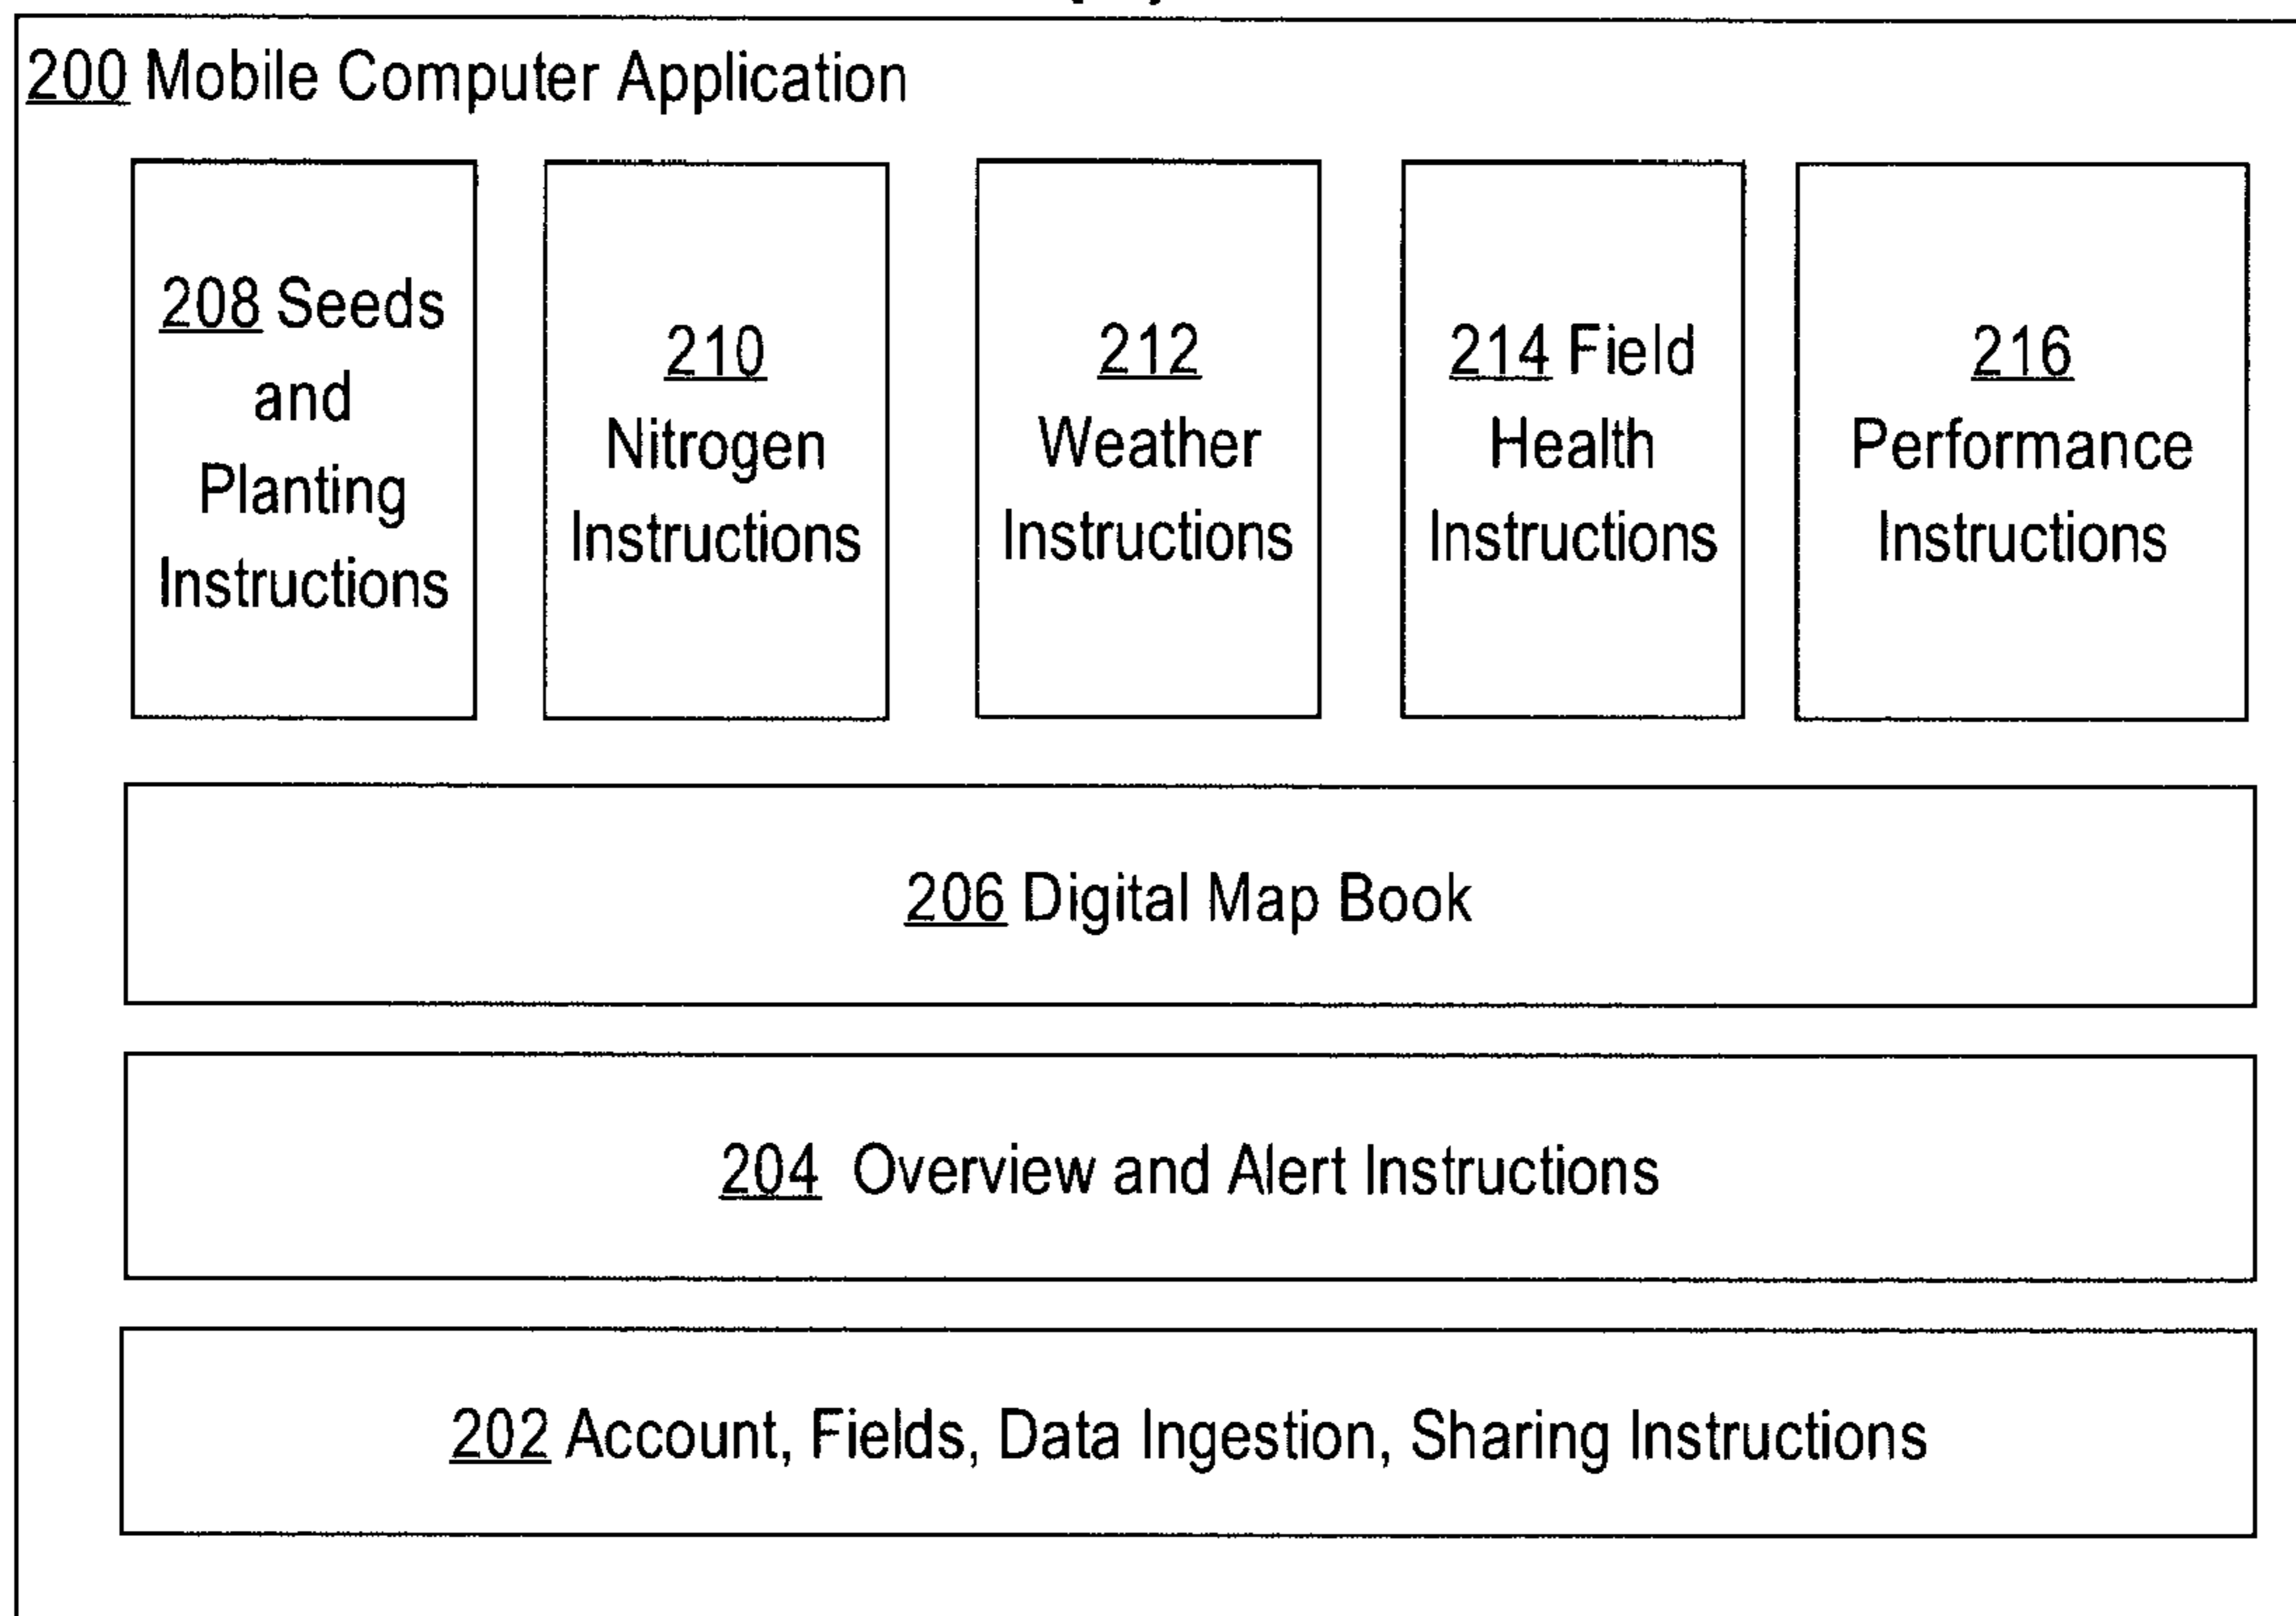 200 Mobile Computer Application
208 Seeds
and
Planting
Instructions
210
Nitrogen
Instructions
212
Weather
Instructions
214 Field
Health
Instructions
216
Performance
Instructions
206 Digital Map Book
204 Overview and Alert Instructions
202 Account, Fields, Data Ingestion, Sharing Instructions